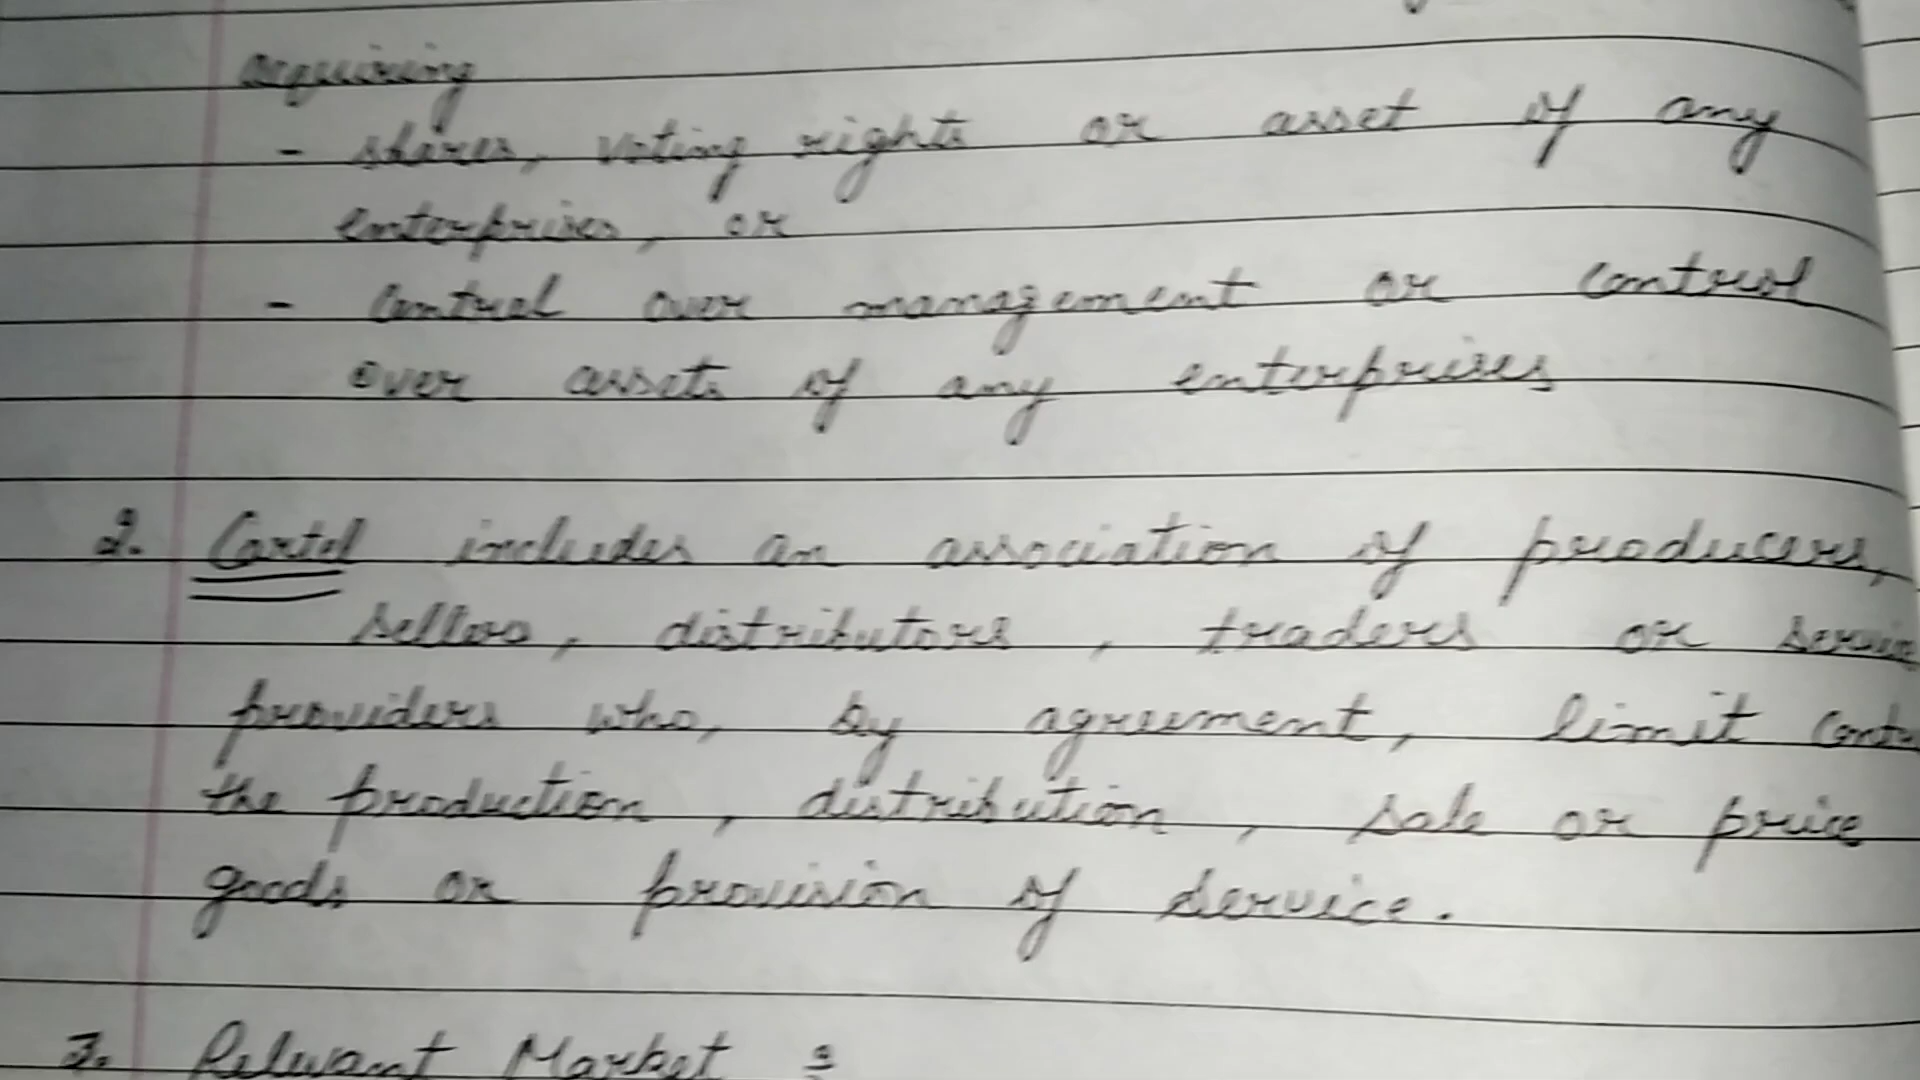 acquiring
- shares, voting rights or asset of any
enterprises, or
- Control over management or control
over assets of any enterprises
2. Cartel includes an association of producers,
sellers, distributors, traders or
providers who, by agreement, limit
the production, distribution, sale or price
goods or provision of service.
3. Relevant Market :